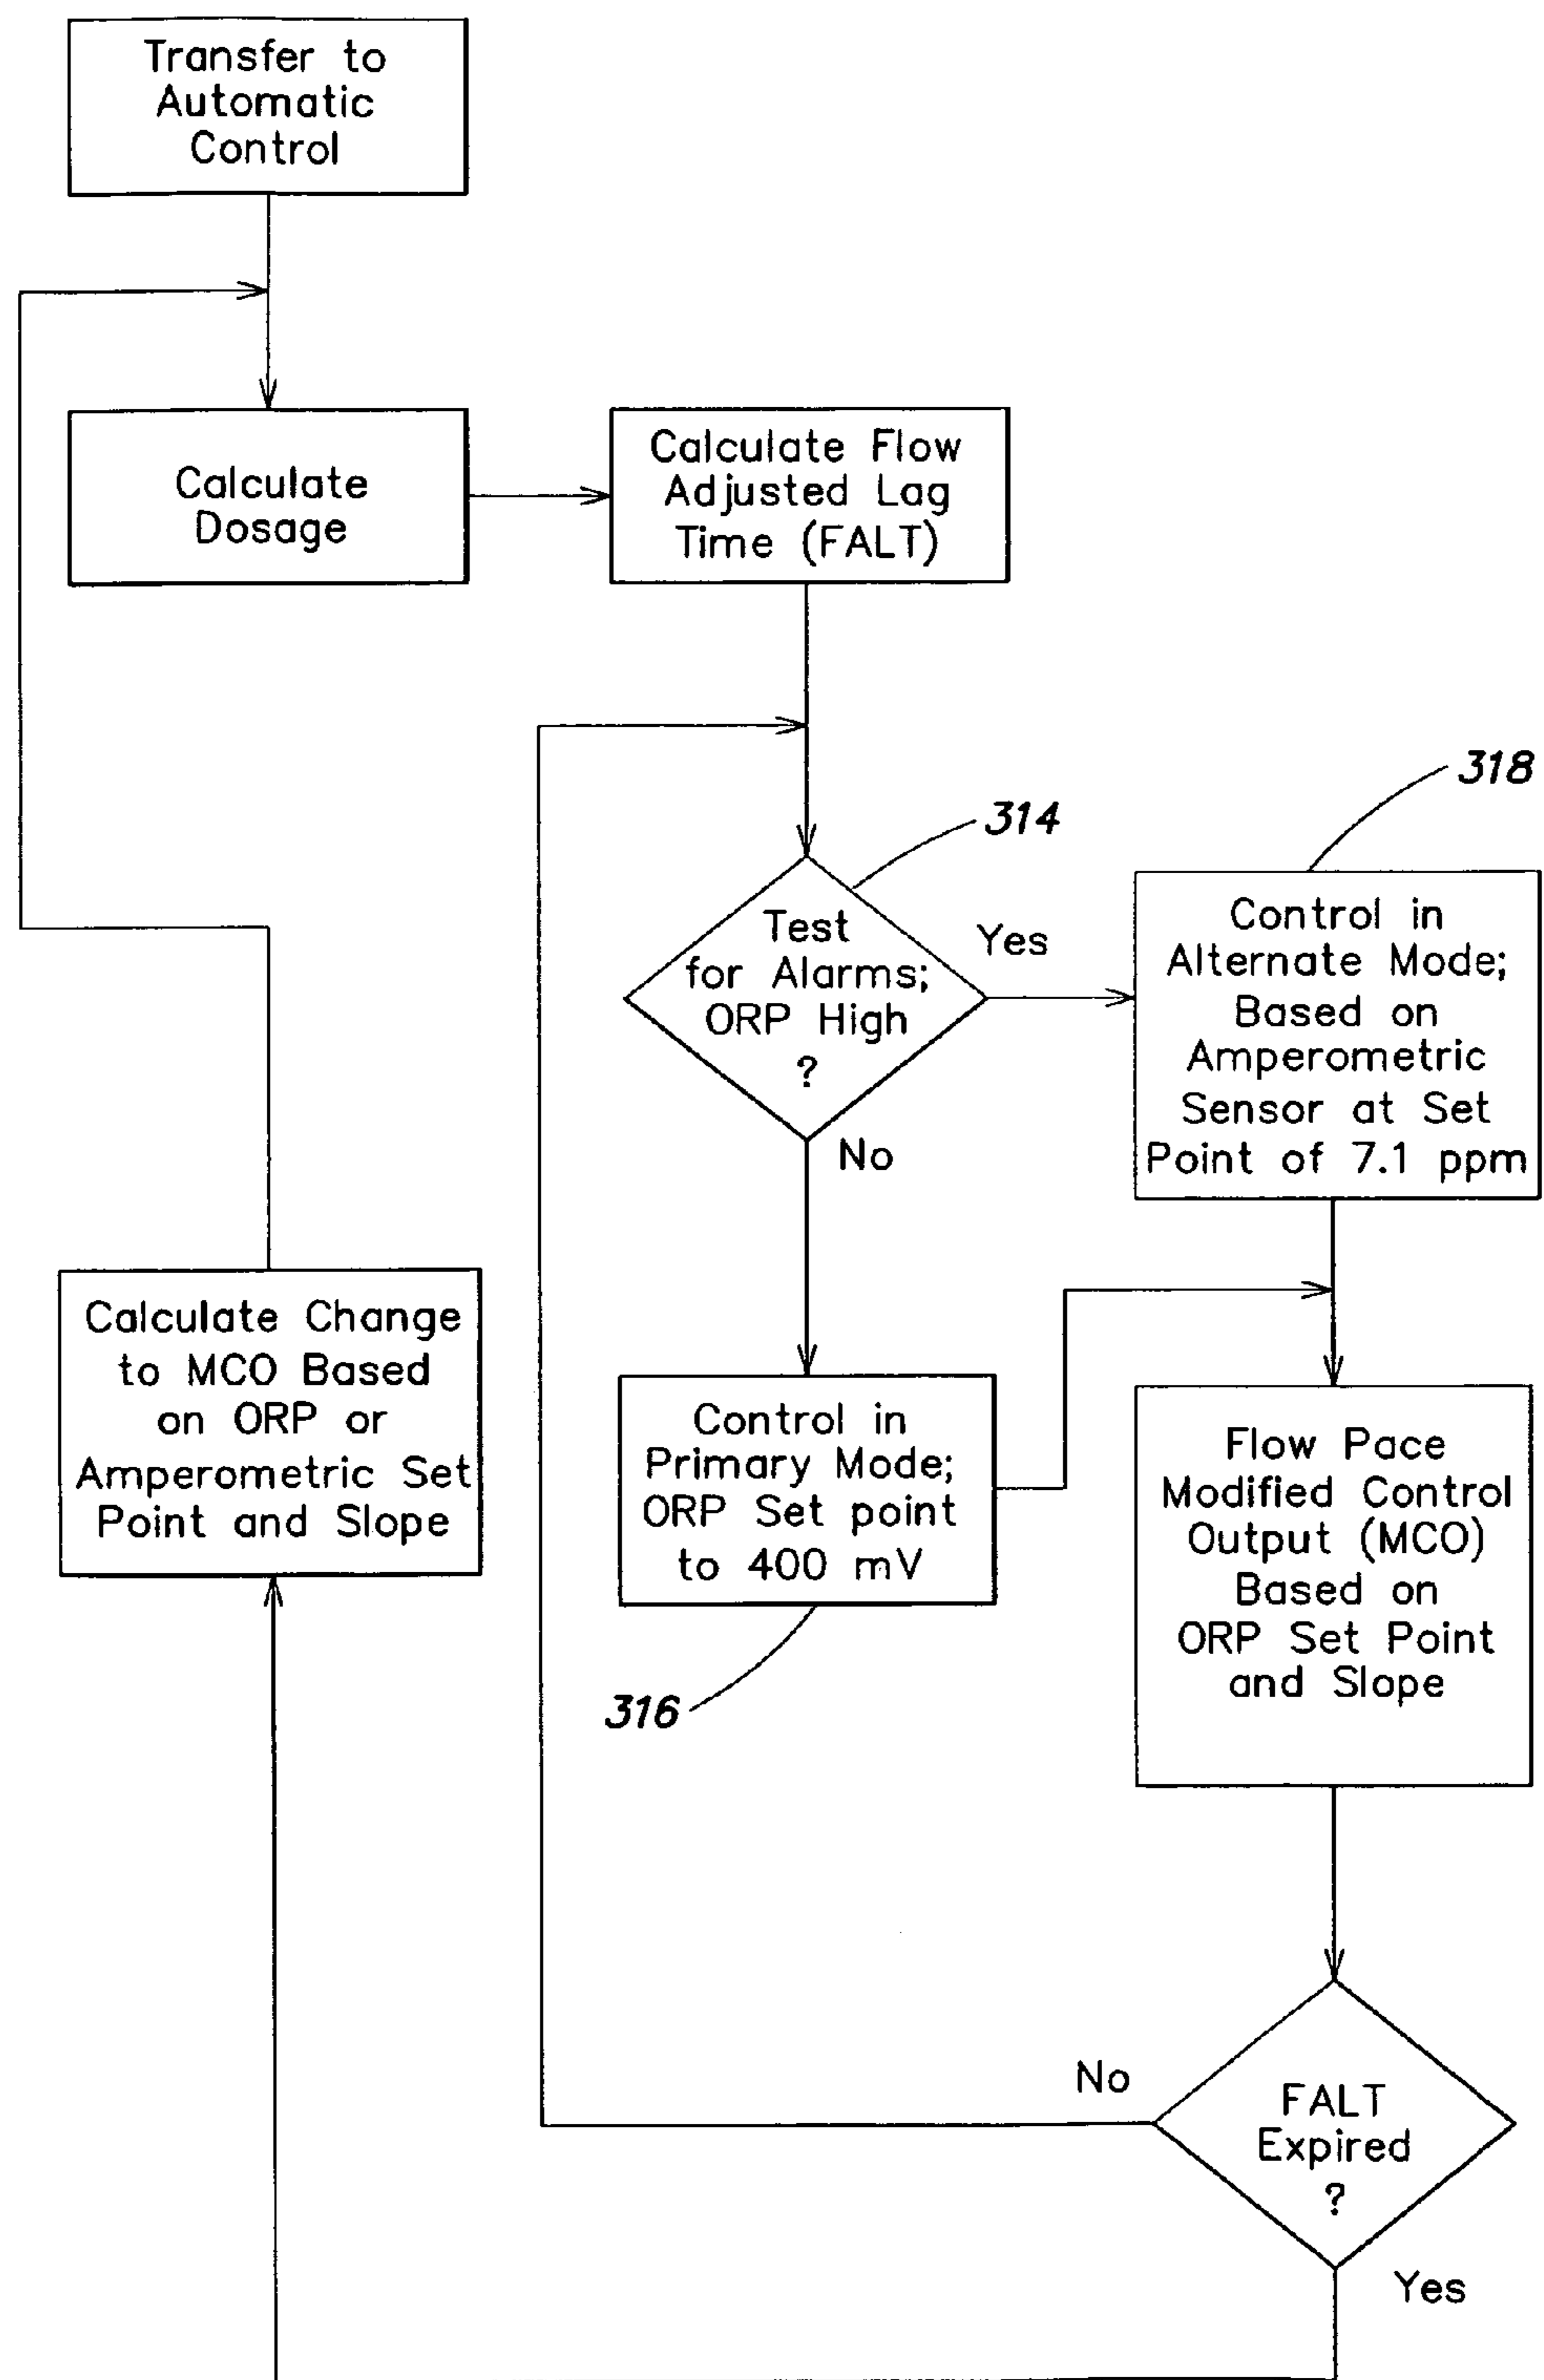 Transfer to
Automatic
Control
Calculate
Dosage
Calculate Flow
Adjusted Lag
Time (FALT)
314
318
Test
for Alarms;
ORP High
?
Yes
No
Control in
Alternate Mode;
Based on
Amperometric
Sensor at Set
Point of 7.1 ppm
Calculate Change
to MCO Based
on ORP or
Amperometric Set
Point and Slope
Control in
Primary Mode;
ORP Set point
to 400 mV
316
Flow Pace
Modified Control
Output (MCO)
Based on
ORP Set Point
and Slope
No
FALT
Expired
?
Yes